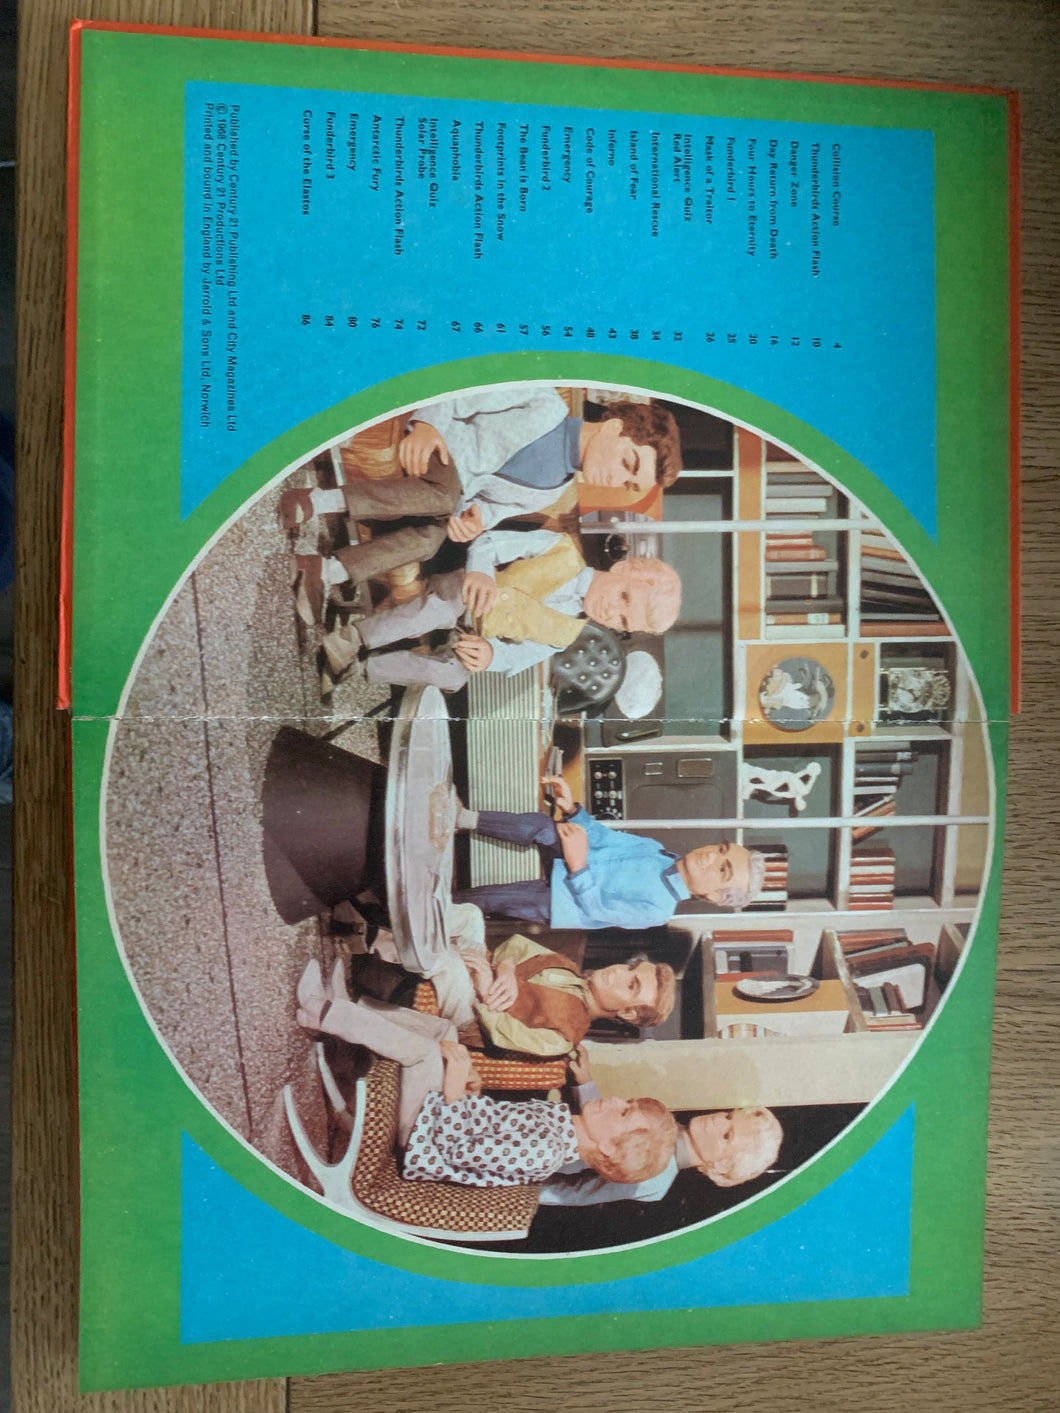 Collision Course 4
Thunderbirds Action Flash 10
Danger Zone 12
Day Return from Death 16
Four Hours to Eternity 20
Funderbird 1 25
Mask of a Traitor 26
Intelligence Quiz
Red Alert 32
International Rescue 34
Island of Fear 38
Inferno 43
Code of Courage 48
Emergency 54
Funderbird 2 56
The Bean is Born 57
Footprints in the Snow 61
Thunderbirds Action Flash 66
Aquaphobia 67
Intelligence Quiz
Solar Probe 72
Thunderbirds Action Flash 74
Antarctic Fury 76
Emergency 80
Funderbird 3 84
Curse of the Elastos 86
Published by Century 21 Publishing Ltd and City Magazines Ltd
© 1968 Century 21 Productions Ltd
Printed and bound in England by Jarrold & Sons Ltd, Norwich